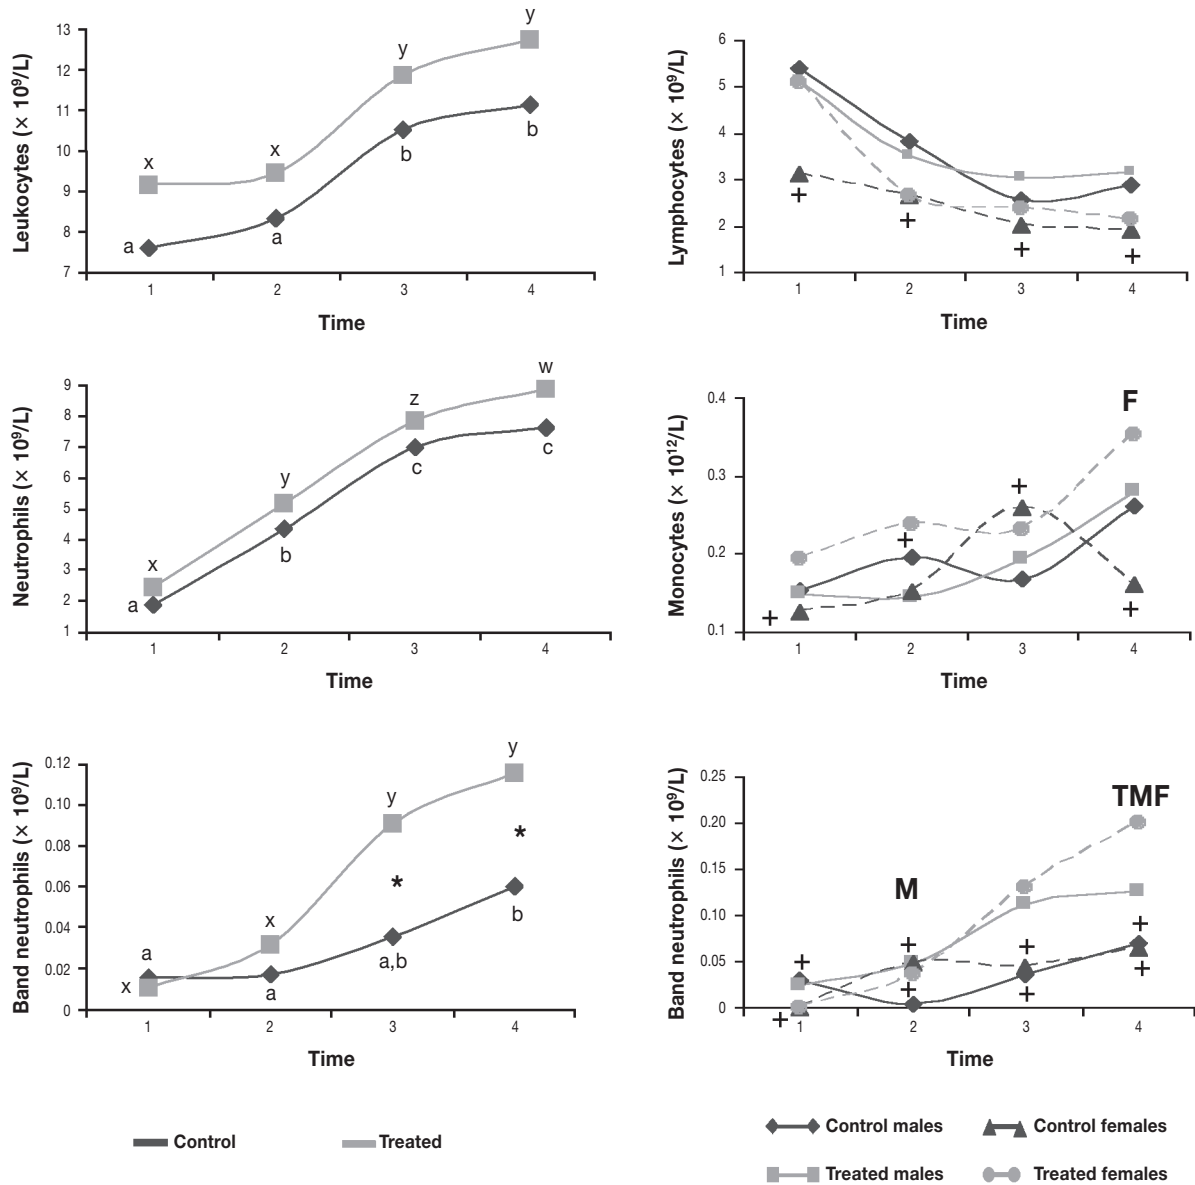 Leukocytes (× 10⁹/L)
13
12
11
10
9
8
7
x
x
y
y
a
a
b
b
1 2 3 4
Time
Lymphocytes (× 10⁹/L)
6
5
4
3
2
1
+
+
+
+
1 2 3 4
Time
Neutrophils (× 10⁹/L)
9
8
7
6
5
4
3
2
1
x
y
z
w
a
b
c
c
1 2 3 4
Time
Monocytes (× 10¹²/L)
0.4
0.3
0.2
0.1
F
+
+
+
+
1 2 3 4
Time
Band neutrophils (× 10⁹/L)
0.12
0.10
0.08
0.06
0.04
0.02
0
a
x
x
a
y
*
a,b
y
*
b
1 2 3 4
Time
Band neutrophils (× 10⁹/L)
0.25
0.20
0.15
0.10
0.05
0
M
TMF
+
+
+
+
+
+
+
+
1 2 3 4
Time
Control Treated
Control males Control females
Treated males Treated females